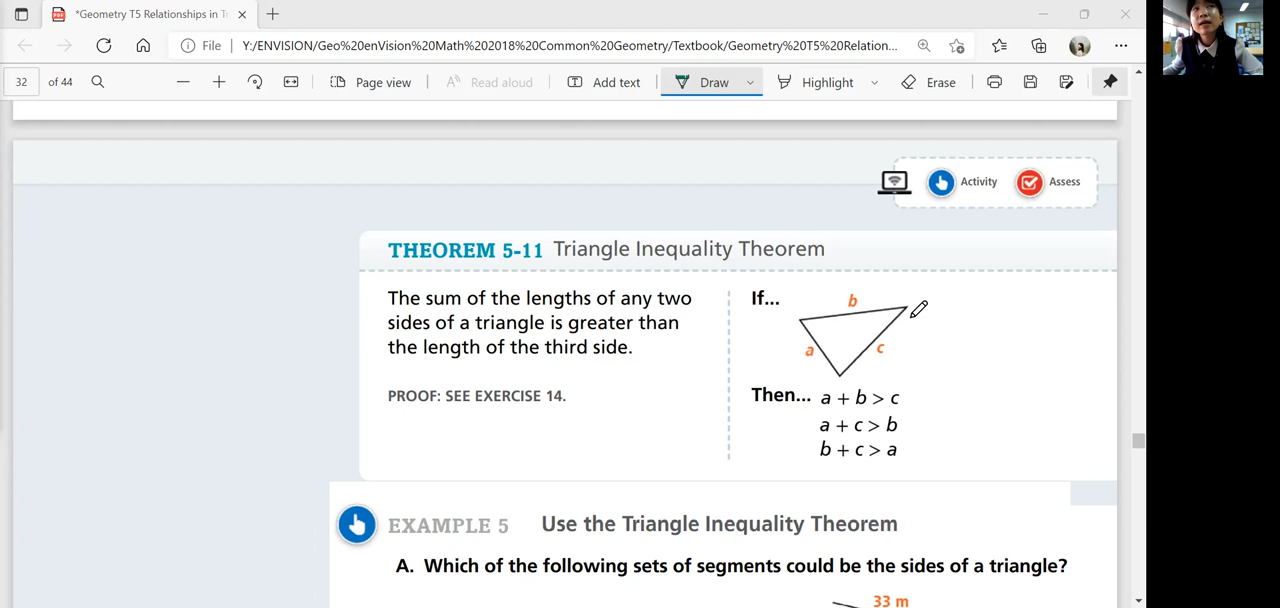 *Geometry T5 Relationships in Tr
File
Y:/ENVISION/Geo%20enVision%20Math%202018%20Common%20Geometry/Textbook/Geometry%20T5%20Relation...
32 of 44
Page view
Read aloud
Add text
Draw
Highlight
Erase
Activity
Assess
THEOREM 5-11 Triangle Inequality Theorem
The sum of the lengths of any two
sides of a triangle is greater than
the length of the third side.
PROOF: SEE EXERCISE 14.
If...
b
a
c
Then... a + b > c
a + c > b
b + c > a
EXAMPLE 5 Use the Triangle Inequality Theorem
A. Which of the following sets of segments could be the sides of a triangle?
33 m